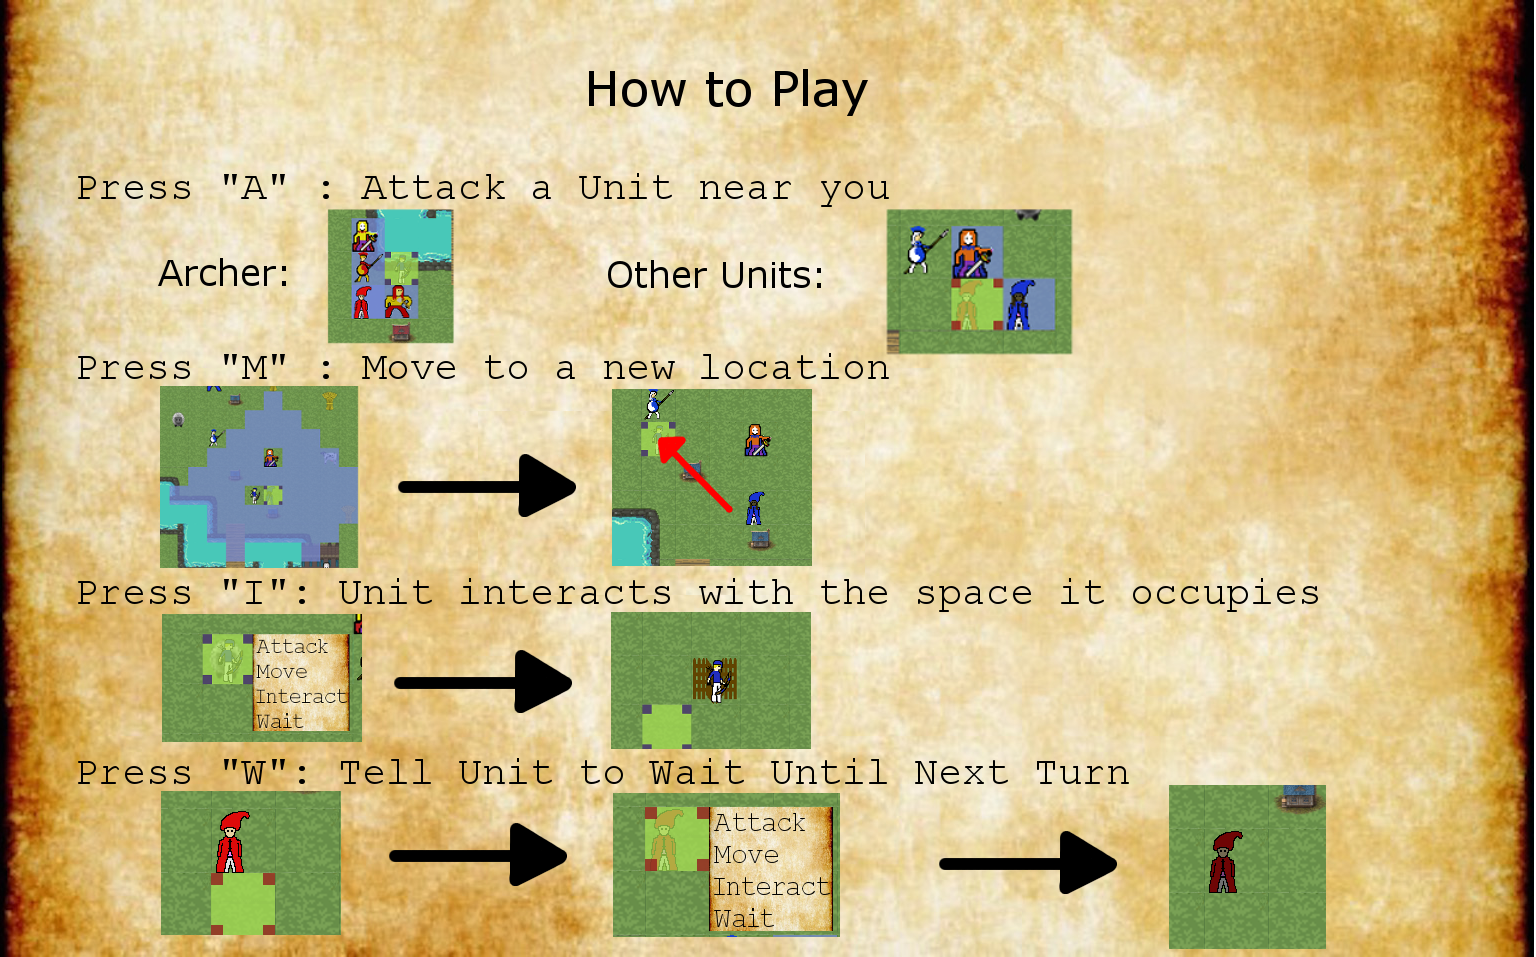 How to Play
Press "A" : Attack a Unit near you
Archer:
Other Units:
Press "M" : Move to a new location
Press "I": Unit interacts with the space it occupies
Attack
Move
Interact
Wait
Press "W": Tell Unit to Wait Until Next Turn
Attack
Move
Interact
Wait